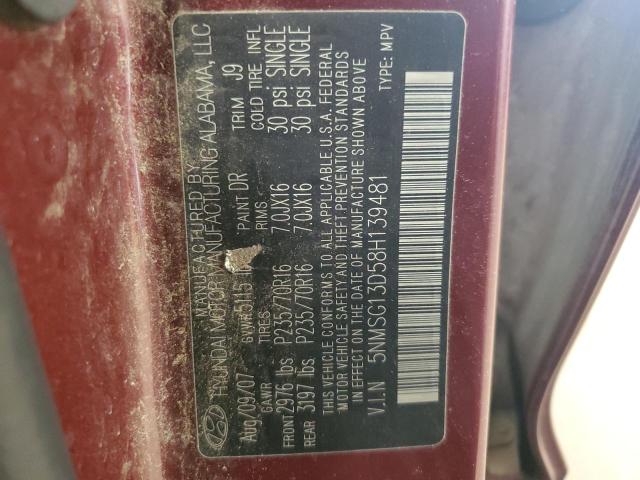 MANUFACTURED BY
HYUNDAI MOTOR MANUFACTURING ALABAMA, LLC
Aug/09/07 GVWR 5115 PAINT DR TRIM J9
GAWR TIRES RIMS COLD TIRE INFL
FRONT 2976 lbs P235/70R16 7.0JX16 30 psi SINGLE
REAR 3197 lbs P235/70R16 7.0JX16 30 psi SINGLE
THIS VEHICLE CONFORMS TO ALL APPLICABLE U.S.A. FEDERAL
MOTOR VEHICLE SAFETY AND THEFT PREVENTION STANDARDS
IN EFFECT ON THE DATE OF MANUFACTURE SHOWN ABOVE
V.I.N 5NMSG13D58H139481 TYPE: MPV